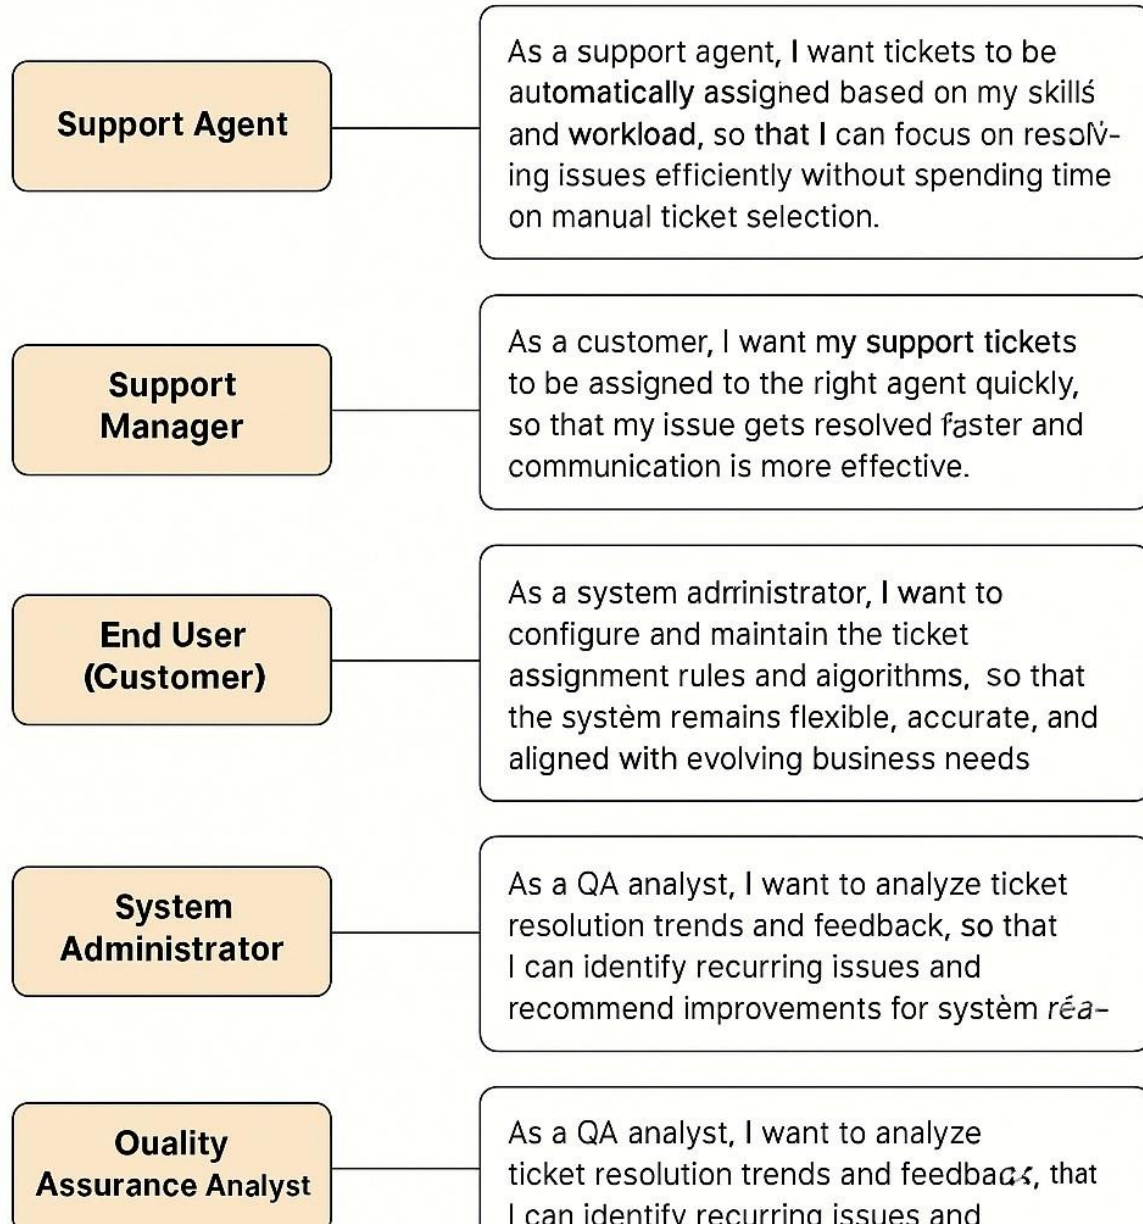 Support Agent
As a support agent, I want tickets to be
automatically assigned based on my skills
and workload, so that I can focus on resolv-
ing issues efficiently without spending time
on manual ticket selection.
Support
Manager
As a customer, I want my support tickets
to be assigned to the right agent quickly,
so that my issue gets resolved faster and
communication is more effective.
End User
(Customer)
As a system adrrinistrator, I want to
configure and maintain the ticket
assignment rules and aigorithms, so that
the systèm remains flexible, accurate, and
aligned with evolving business needs
System
Administrator
As a QA analyst, I want to analyze ticket
resolution trends and feedback, so that
I can identify recurring issues and
recommend improvements for systèm réa-
Ouality
Assurance Analyst
As a QA analyst, I want to analyze
ticket resolution trends and that
I can identify recurring issues and